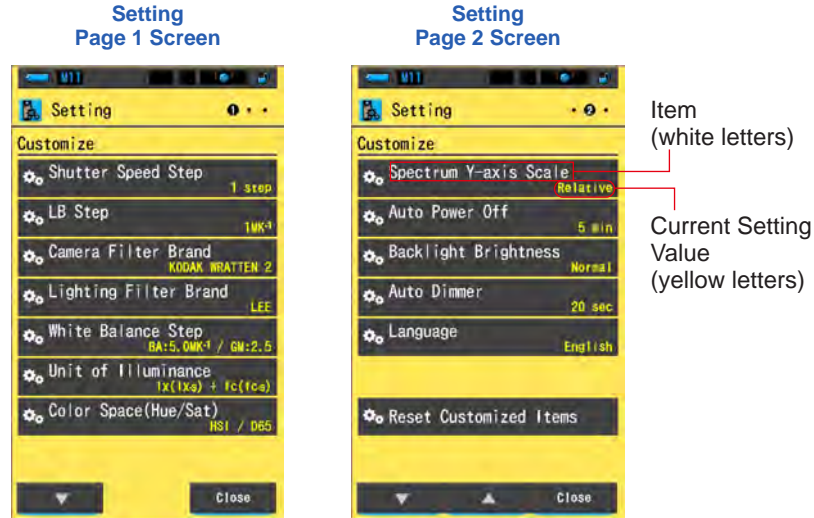 Setting
Page 1 Screen
M11
Setting
1
Customize
Shutter Speed Step
1 step
LB Step
1MK-1
Camera Filter Brand
KODAK WRATTEN 2
Lighting Filter Brand
LEE
White Balance Step
BA:5.0MK-1 / GM:2.5
Unit of Illuminance
lx(lxs) + fc(fcs)
Color Space(Hue/Sat)
HSI / D65
Close
Setting
Page 2 Screen
M11
Setting
2
Customize
Spectrum Y-axis Scale
Relative
Auto Power Off
5 min
Backlight Brightness
Normal
Auto Dimmer
20 sec
Language
English
Reset Customized Items
Close
Item
(white letters)
Current Setting
Value
(yellow letters)